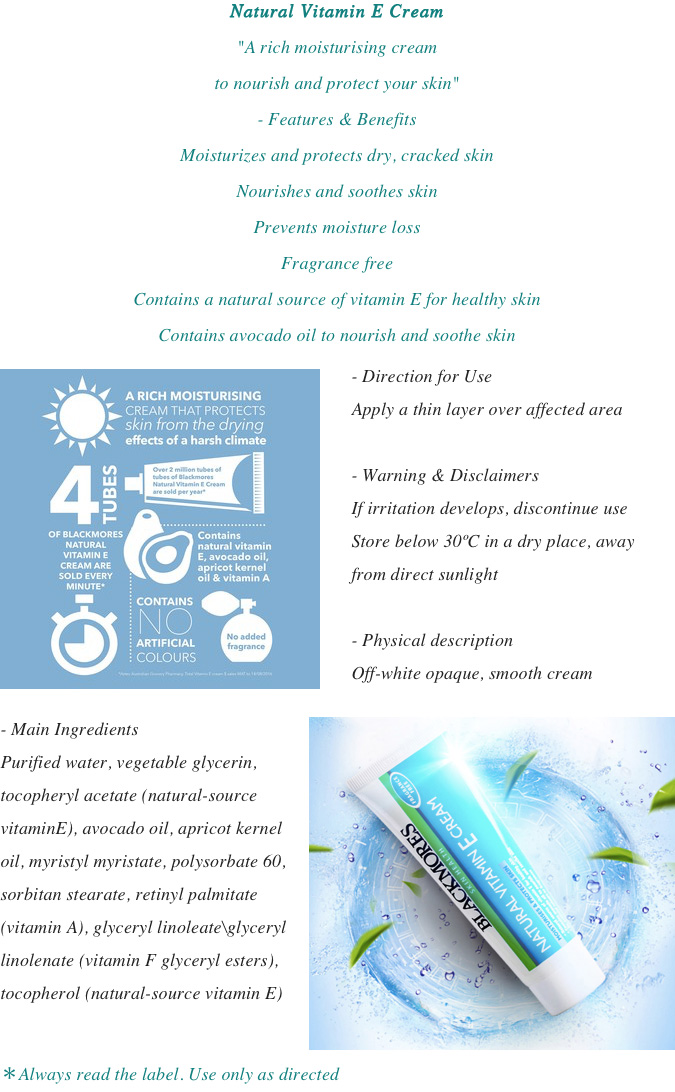 Natural Vitamin E Cream
"A rich moisturising cream
to nourish and protect your skin"
- Features & Benefits
Moisturizes and protects dry, cracked skin
Nourishes and soothes skin
Prevents moisture loss
Fragrance free
Contains a natural source of vitamin E for healthy skin
Contains avocado oil to nourish and soothe skin
A RICH MOISTURISING
CREAM THAT PROTECTS
skin from the drying
effects of a harsh climate
4 TUBES
Over 2 million tubes of
tubes of Blackmores
Natural Vitamin E Cream
are sold per year*
OF BLACKMORES
NATURAL
VITAMIN E
CREAM ARE
SOLD EVERY
MINUTE*
Contains
natural vitamin
E, avocado oil,
apricot kernel
oil & vitamin A
CONTAINS
NO
ARTIFICIAL
COLOURS
No added
fragrance
- Direction for Use
Apply a thin layer over affected area
- Warning & Disclaimers
If irritation develops, discontinue use
Store below 30ºC in a dry place, away
from direct sunlight
- Physical description
Off-white opaque, smooth cream
- Main Ingredients
Purified water, vegetable glycerin,
tocopheryl acetate (natural-source
vitaminE), avocado oil, apricot kernel
oil, myristyl myristate, polysorbate 60,
sorbitan stearate, retinyl palmitate
(vitamin A), glyceryl linoleate\glyceryl
linolenate (vitamin F glyceryl esters),
tocopherol (natural-source vitamin E)
BLACKMORES
NATURAL VITAMIN E CREAM
*Always read the label. Use only as directed